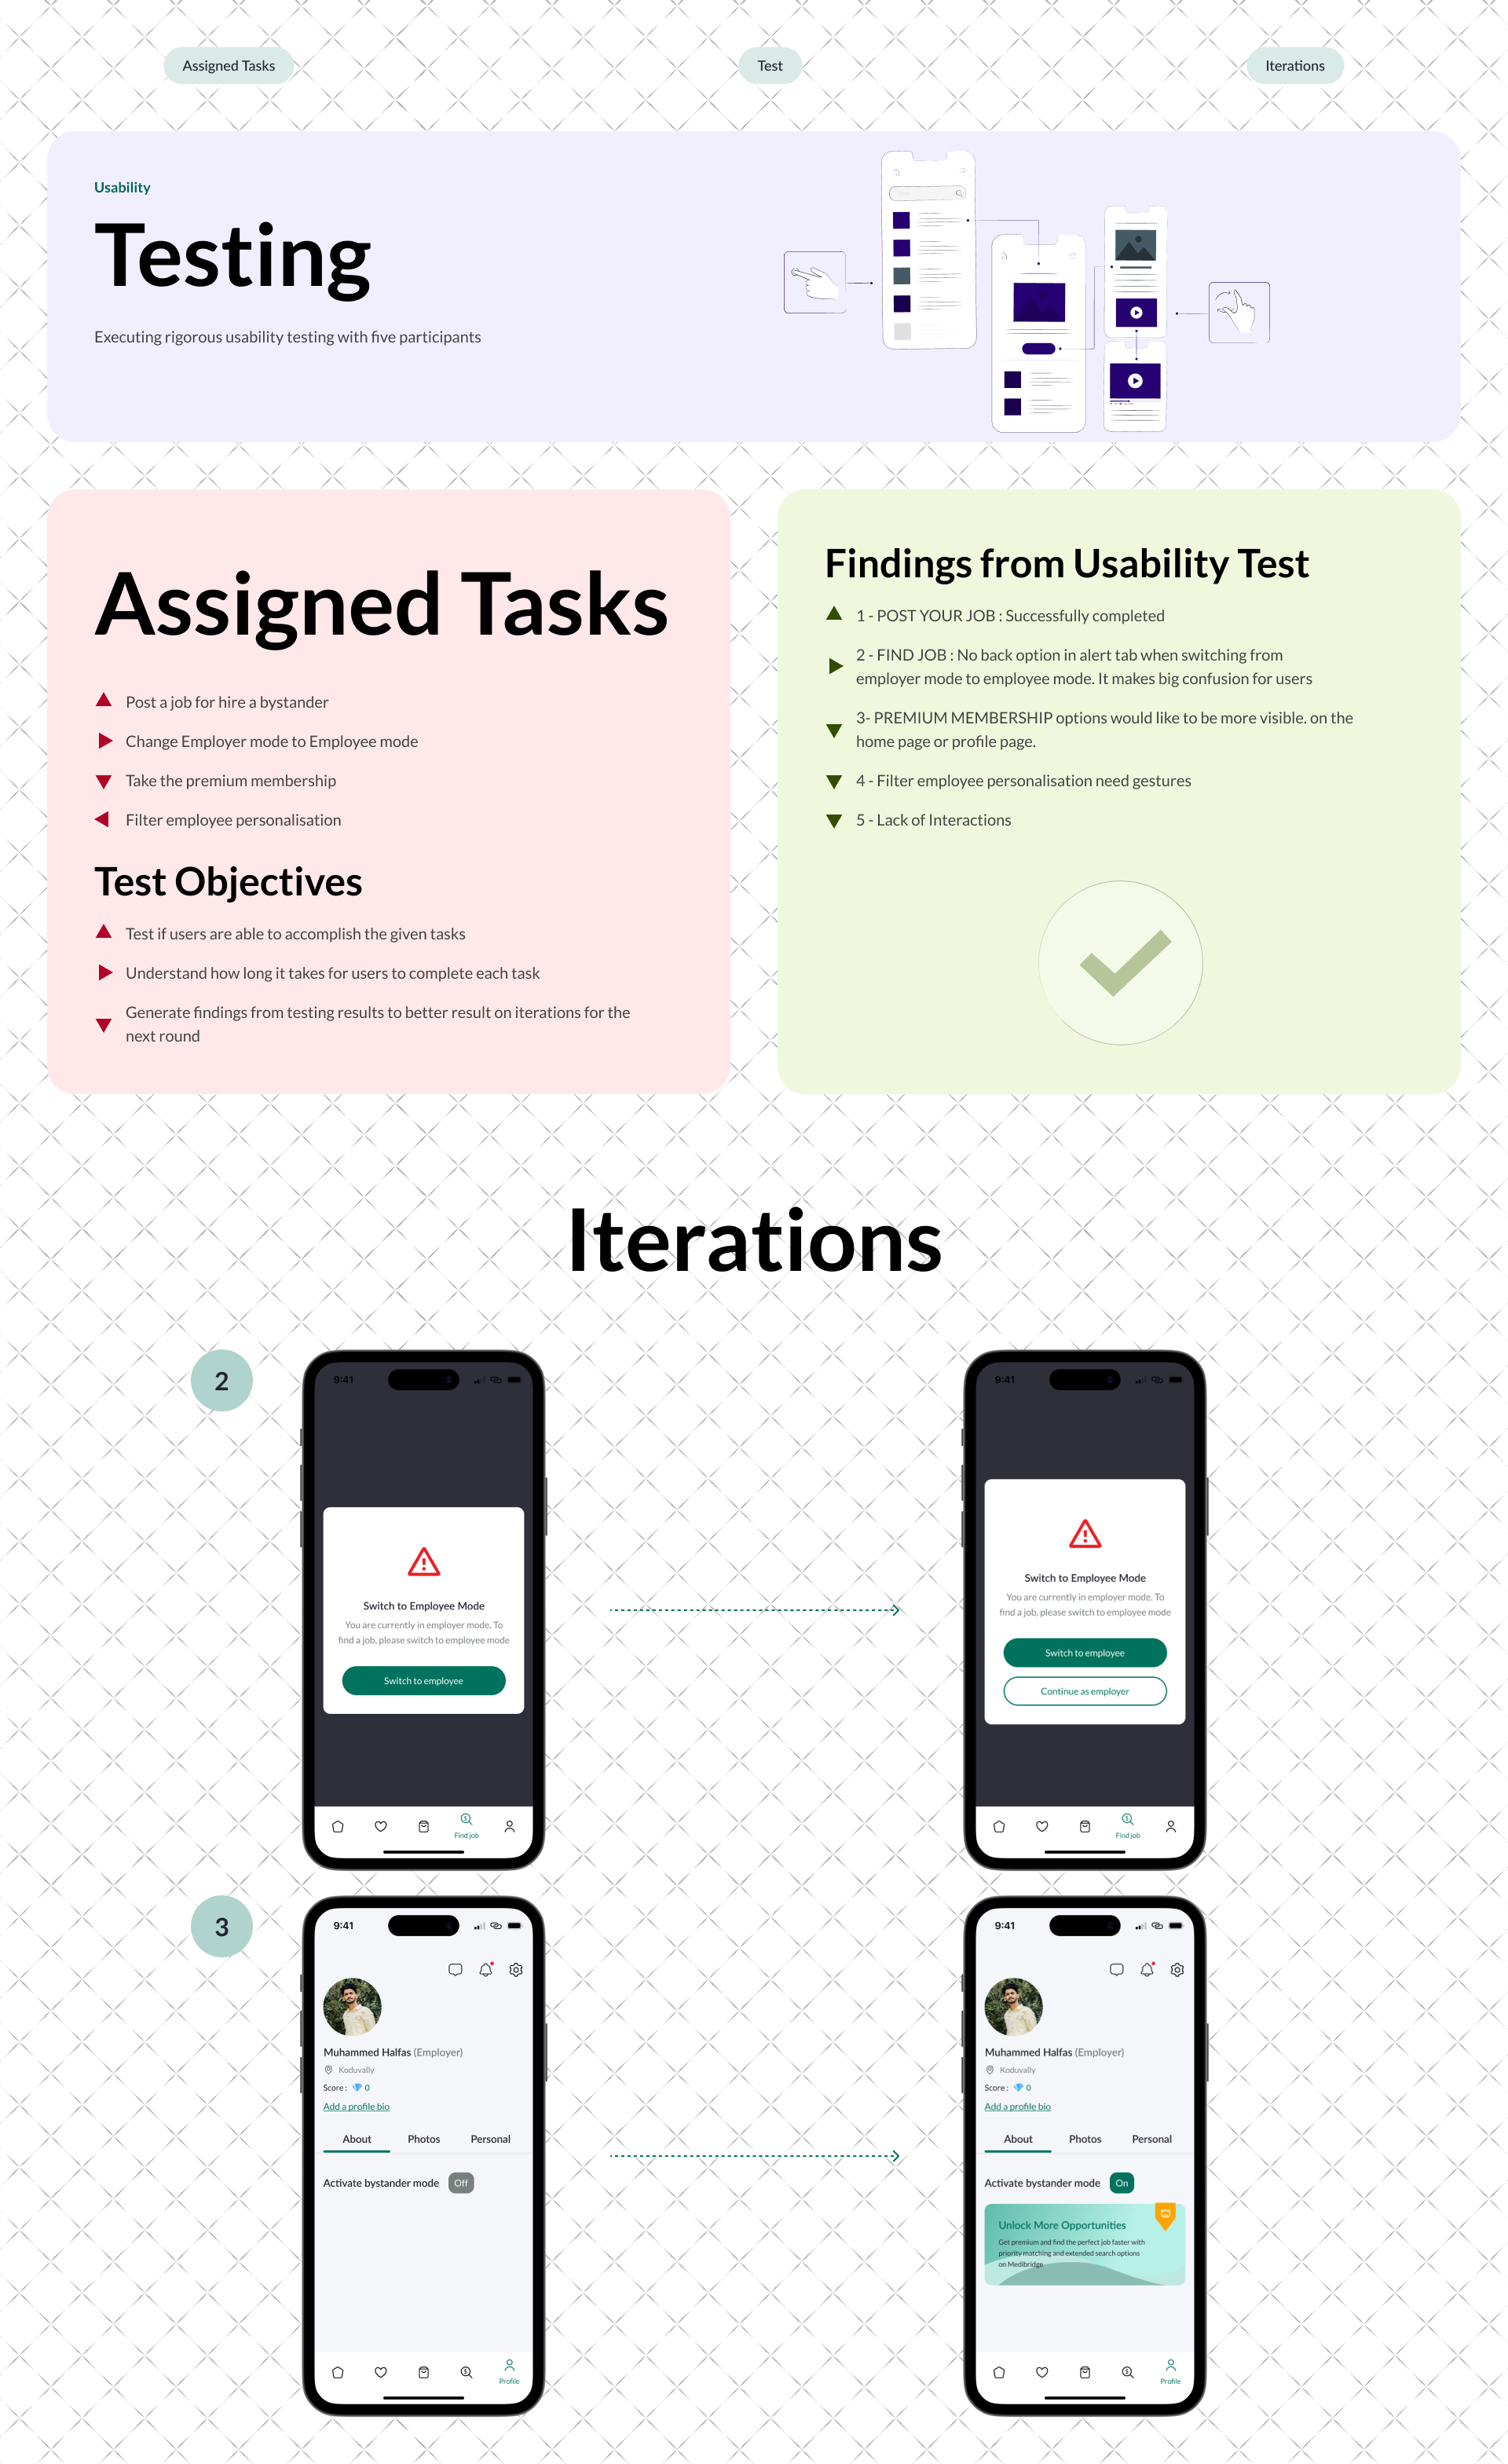 Assigned Tasks
Test
Iterations
Usability
Testing
Executing rigorous usability testing with five participants
Assigned Tasks
Post a job for hire a bystander
Change Employer mode to Employee mode
Take the premium membership
Filter employee personalisation
Test Objectives
Test if users are able to accomplish the given tasks
Understand how long it takes for users to complete each task
Generate findings from testing results to better result on iterations for the
next round
Findings from Usability Test
1 - POST YOUR JOB : Successfully completed
2 - FIND JOB : No back option in alert tab when switching from
employer mode to employee mode. It makes big confusion for users
3- PREMIUM MEMBERSHIP options would like to be more visible. on the
home page or profile page.
4 - Filter employee personalisation need gestures
5 - Lack of Interactions
Iterations
2
9:41
Switch to Employee Mode
You are currently in employer mode. To
find a job, please switch to employee mode
Switch to employee
Find job
9:41
Switch to Employee Mode
You are currently in employer mode. To
find a job, please switch to employee mode
Switch to employee
Continue as employer
Find job
3
9:41
Muhammed Halfas (Employer)
Koduvally
Score : 0
Add a profile bio
About Photos Personal
Activate bystander mode Off
Profile
9:41
Muhammed Halfas (Employer)
Koduvally
Score : 0
Add a profile bio
About Photos Personal
Activate bystander mode On
Unlock More Opportunities
Get premium and find the perfect job faster with
priority matching and extended search options
on Medibridge
Profile